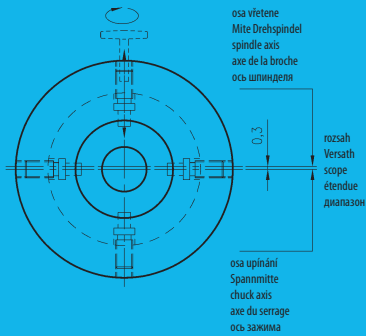 osa vřetene
Mite Drehspindel
spindle axis
axe de la broche
ось шпинделя
0,3
rozsah
Versath
scope
étendue
диапазон
osa upínání
Spannmitte
chuck axis
axe du serrage
ось зажима